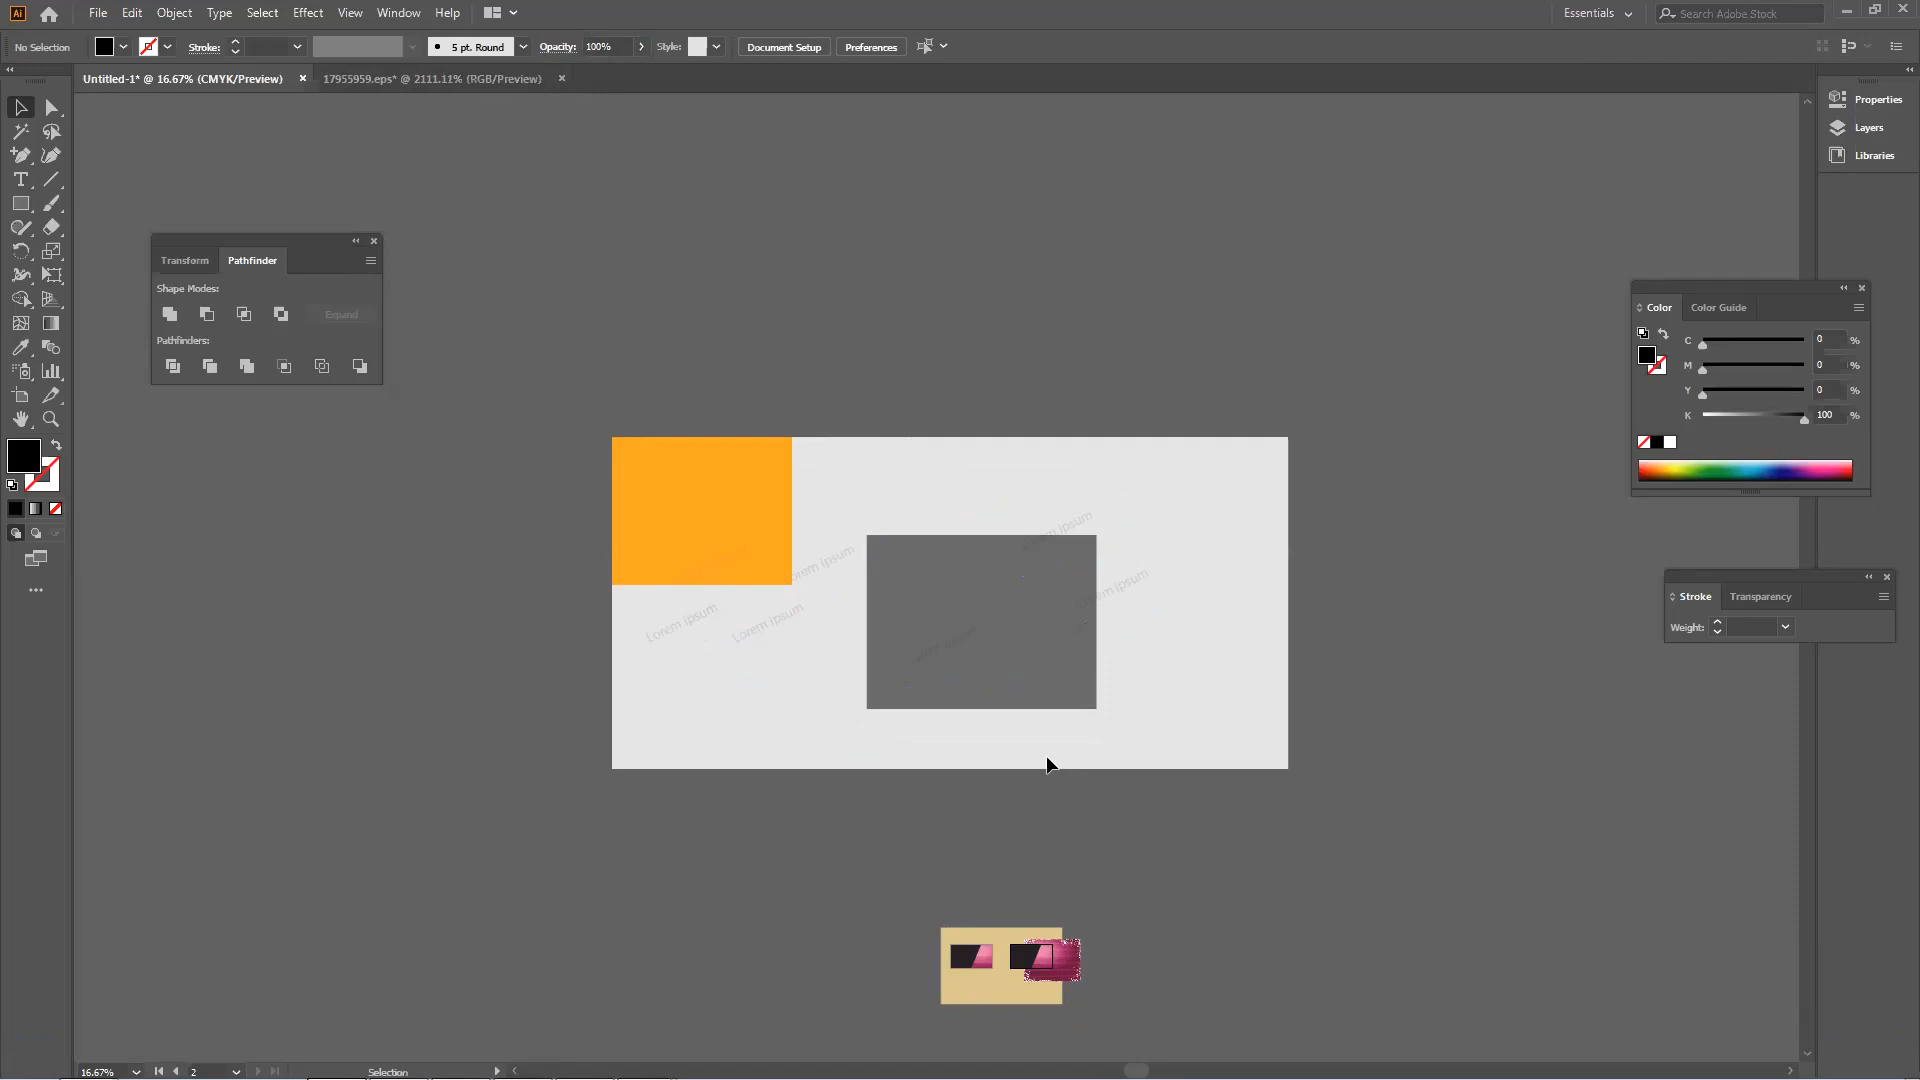 Ai File Edit Object Type Select Effect View Window Help Essentials Search Adobe Stock
No Selection Stroke: 5 pt. Round Opacity: 100% Style: Document Setup Preferences
Untitled-1* @ 16.67% (CMYK/Preview) 17955959.eps* @ 2111.11% (RGB/Preview)
Properties
Layers
Libraries
Transform Pathfinder
Shape Modes:
Expand
Pathfinders:
Color Color Guide
C 0 %
M 0 %
Y 0 %
K 100 %
Lorem ipsum
Lorem ipsum
Lorem ipsum
Lorem ipsum
Lorem ipsum
Stroke Transparency
Weight:
16.67% 2 Selection